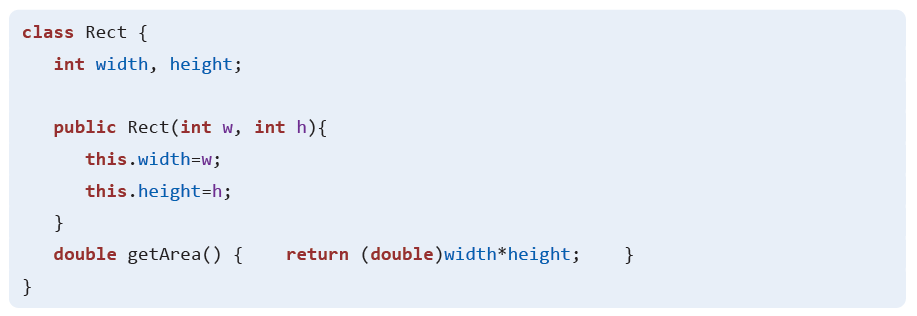 class Rect {
int width, height;
public Rect(int w, int h){
this.width=w;
this.height=h;
}
double getArea() {    return (double)width*height;    }
}